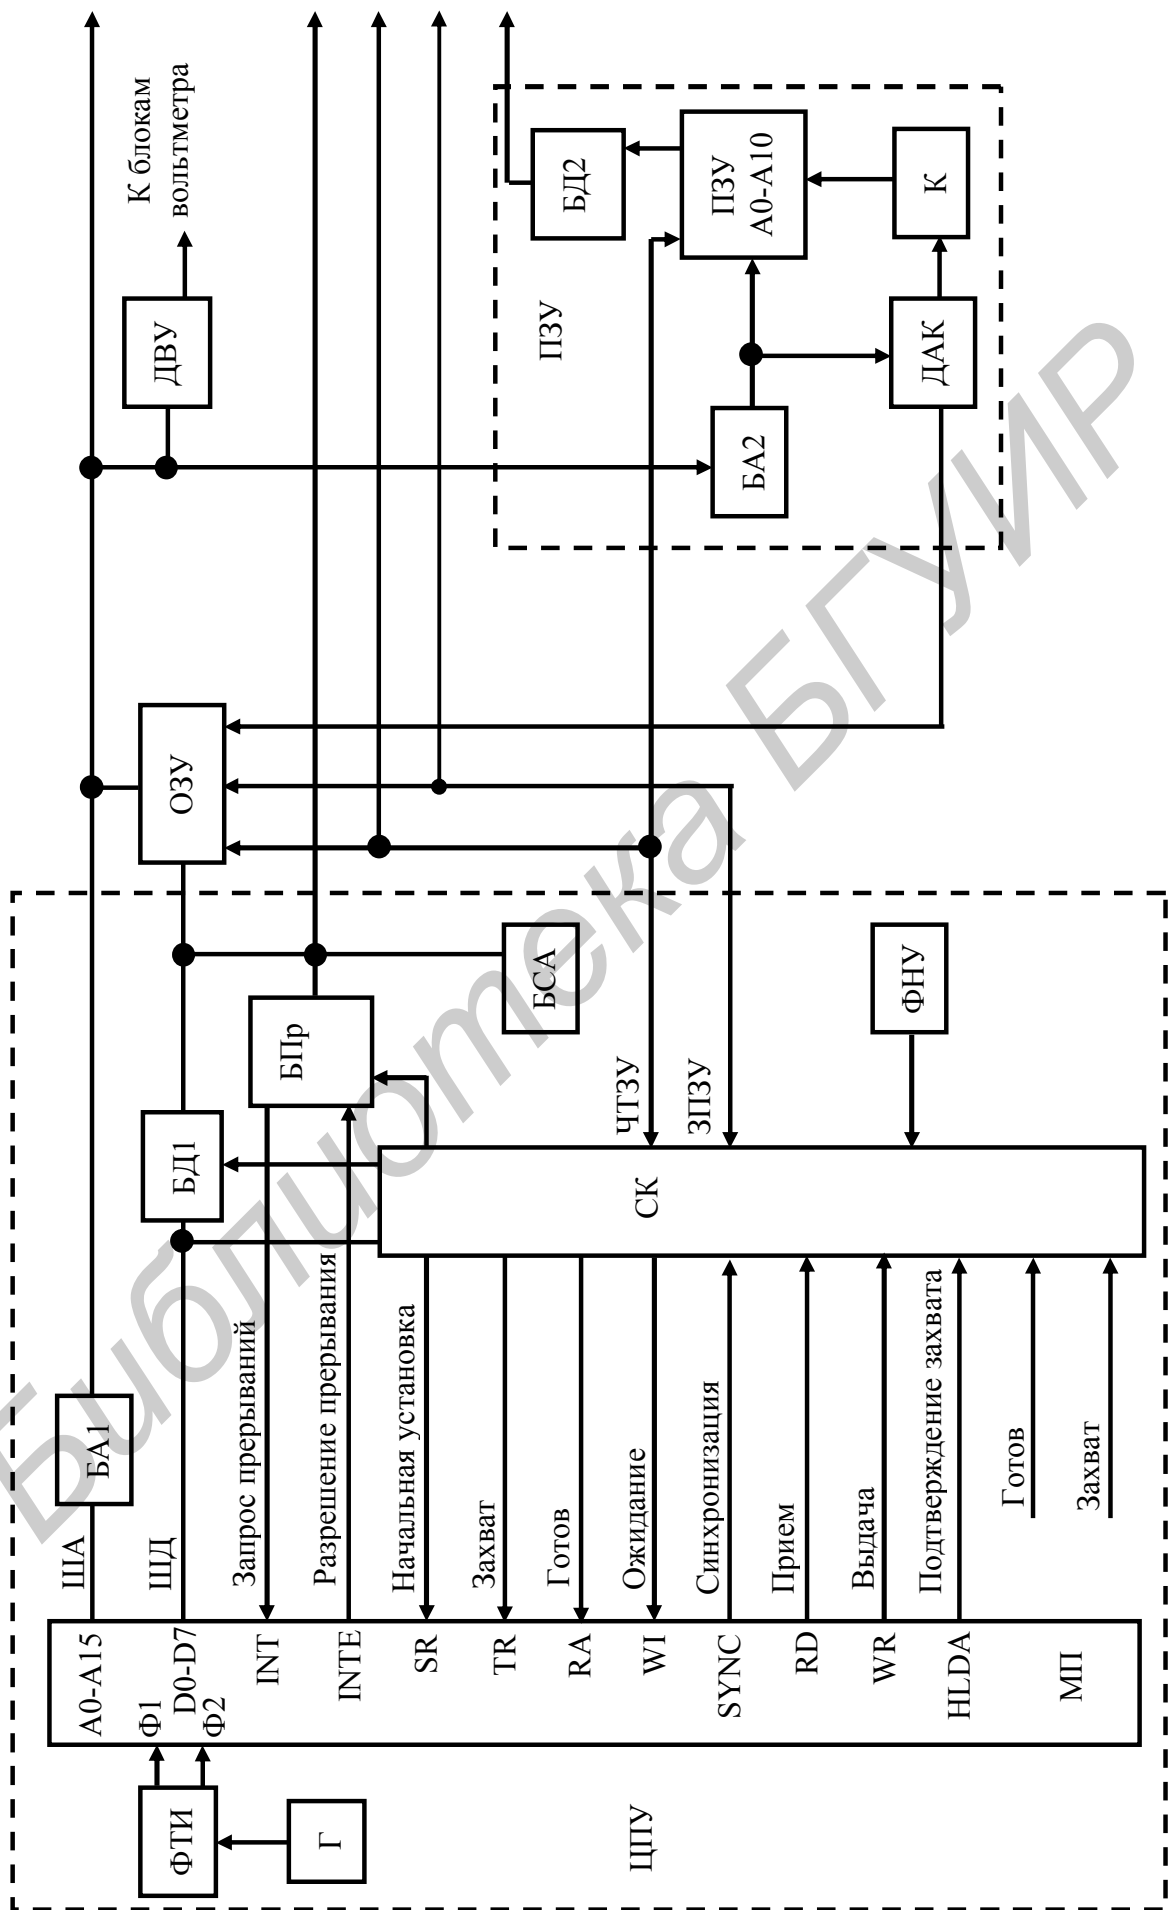 К блокам
вольтметра
ДВУ
БД2
ПЗУ
А0-А10
К
ПЗУ
БА2
ДАК
ОЗУ
БСА
БПр
ФНУ
ЧТЗУ
ЗПЗУ
БД1
СК
БА1
ША
ШД
Запрос прерываний
Разрешение прерывания
Начальная установка
Захват
Готов
Ожидание
Синхронизация
Прием
Выдача
Подтверждение захвата
Готов
Захват
A0-A15
Ф1
D0-D7
Ф2
INT
INTE
SR
TR
RA
WI
SYNC
RD
WR
HLDA
МП
ФТИ
Г
ЦПУ
Библиотека БГУИР